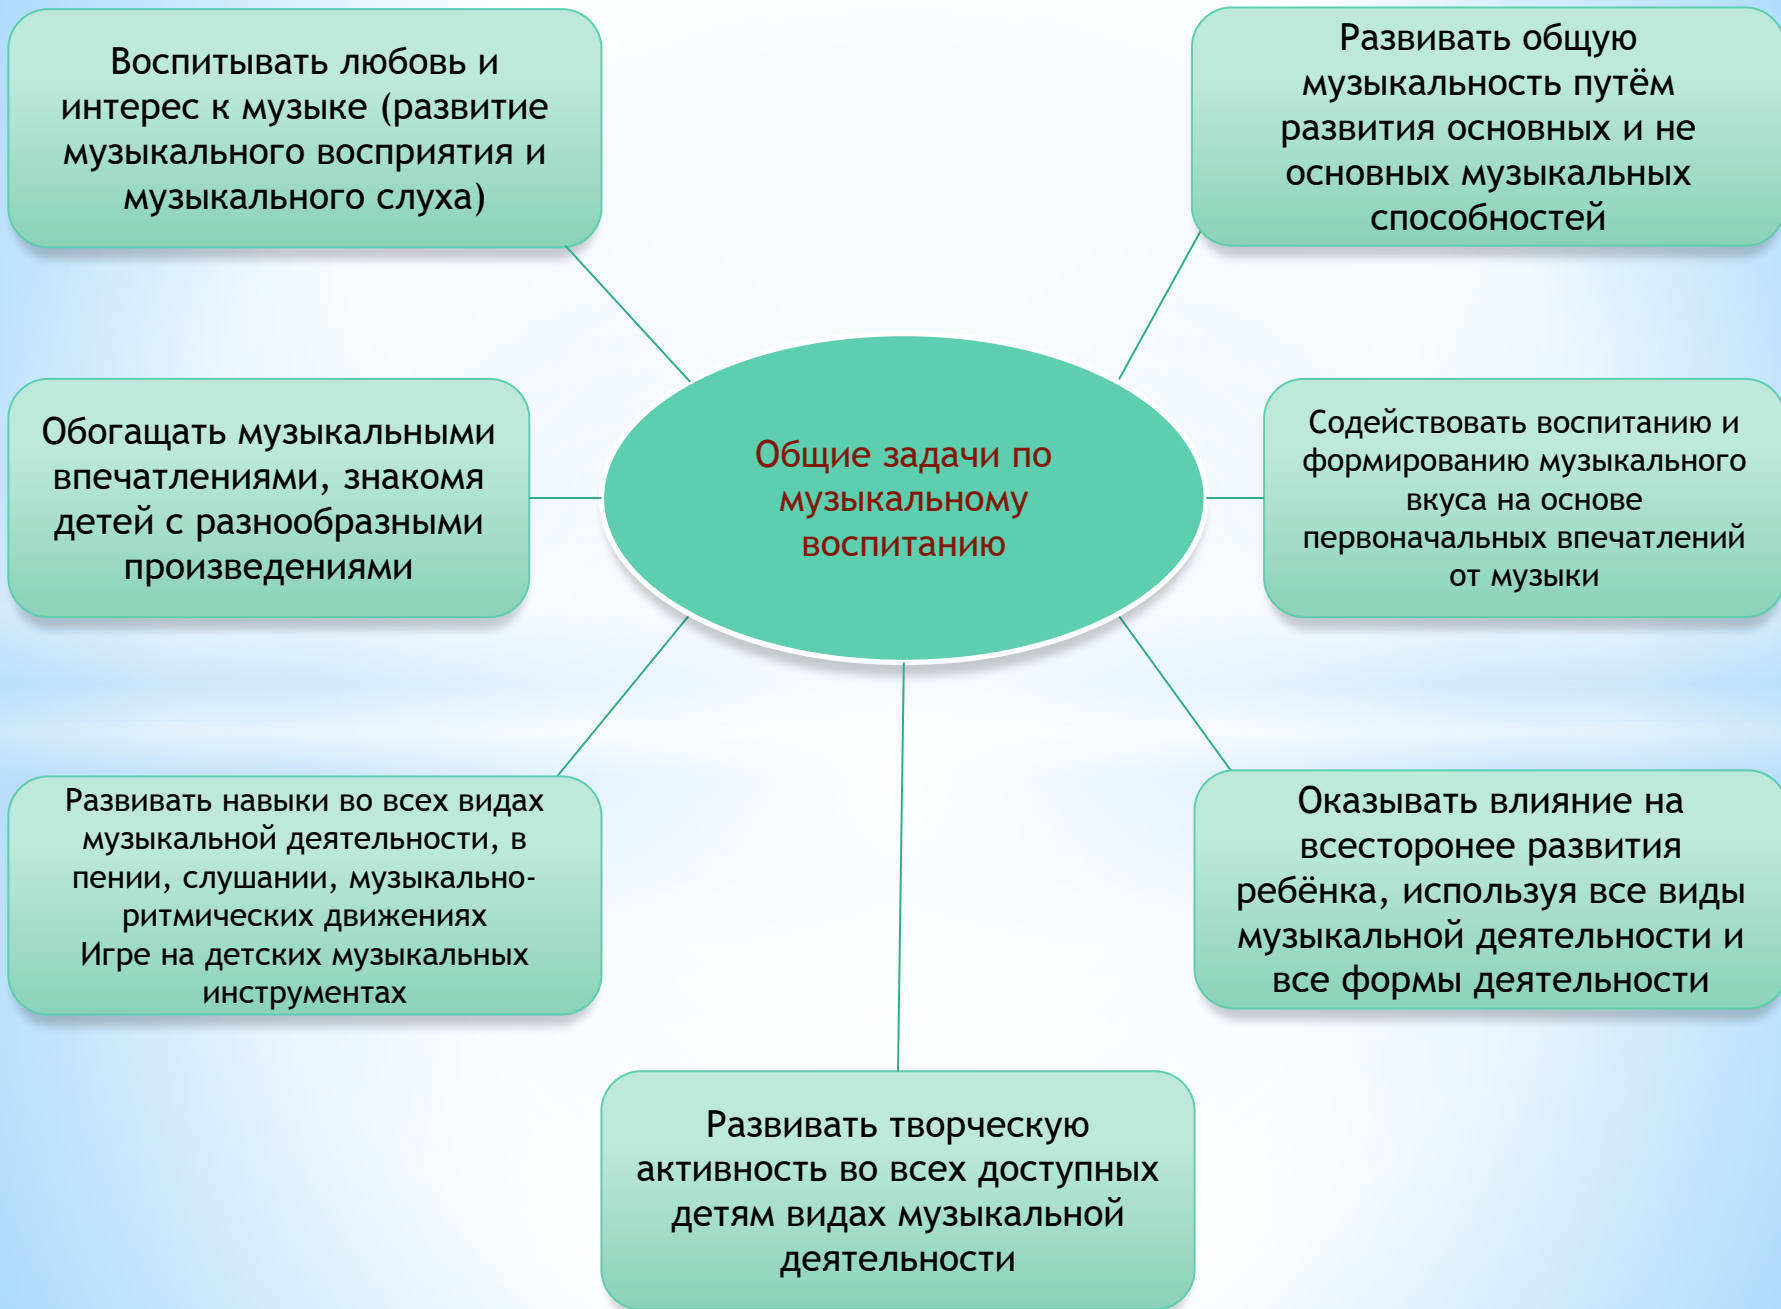 Воспитывать любовь и
интерес к музыке (развитие
музыкального восприятия и
музыкального слуха)
Развивать общую
музыкальность путём
развития основных и не
основных музыкальных
способностей
Общие задачи по
музыкальному
воспитанию
Обогащать музыкальными
впечатлениями, знакомя
детей с разнообразными
произведениями
Содействовать воспитанию и
формированию музыкального
вкуса на основе
первоначальных впечатлений
от музыки
Развивать навыки во всех видах
музыкальной деятельности, в
пении, слушании, музыкально-
ритмических движениях
Игре на детских музыкальных
инструментах
Оказывать влияние на
всесторонее развития
ребёнка, используя все виды
музыкальной деятельности и
все формы деятельности
Развивать творческую
активность во всех доступных
детям видах музыкальной
деятельности